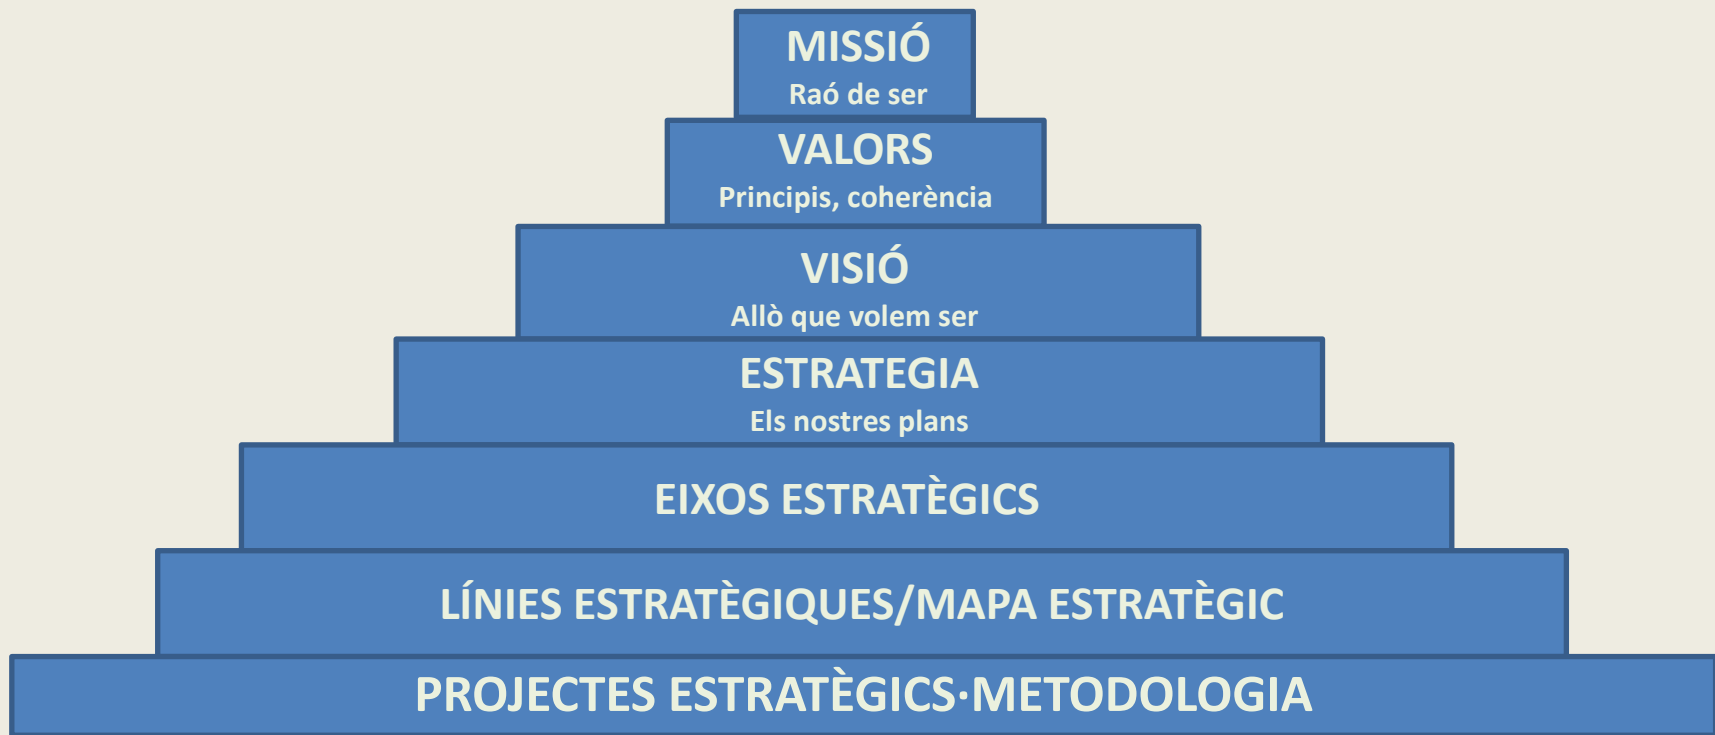 MISSIÓ
Raó de ser
VALORS
Principis, coherència
VISIÓ
Allò que volem ser
ESTRATEGIA
Els nostres plans
EIXOS ESTRATÈGICS
LÍNIES ESTRATÈGIQUES/MAPA ESTRATÈGIC
PROJECTES ESTRATÈGICS·METODOLOGIA